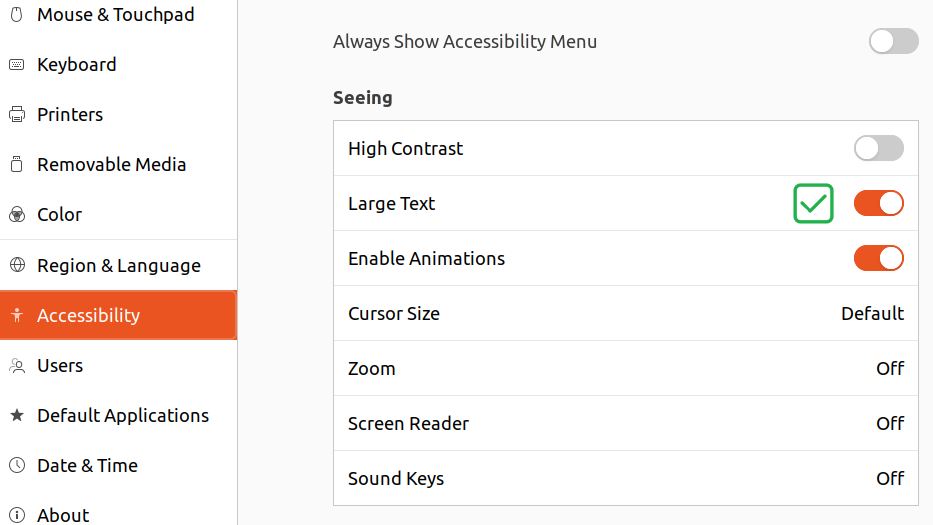 Mouse & Touchpad
Keyboard
Printers
Removable Media
Color
Region & Language
Accessibility
Users
Default Applications
Date & Time
About
Always Show Accessibility Menu
Seeing
High Contrast
Large Text
Enable Animations
Cursor Size Default
Zoom Off
Screen Reader Off
Sound Keys Off